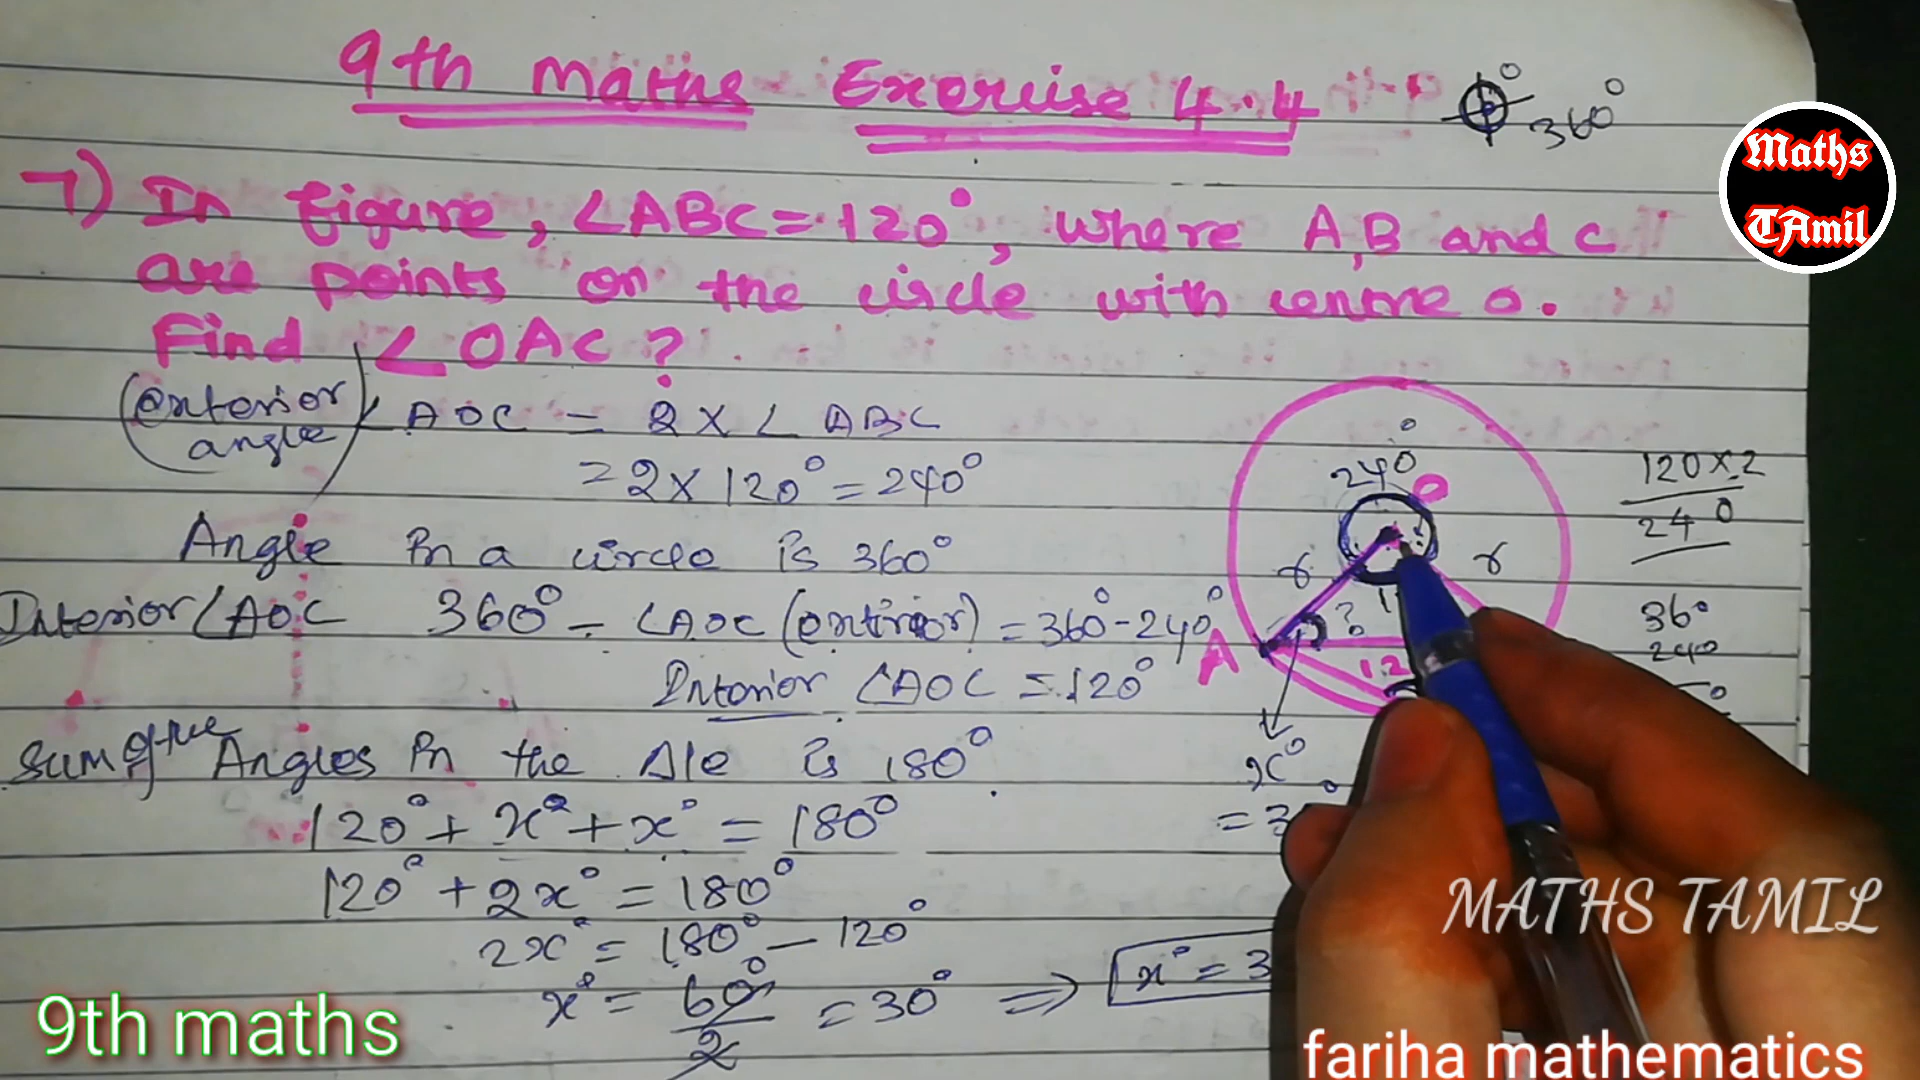 9th maths Exercise 4.4
360°
Maths
TAmil
7) In figure, ∠ABC = 120°, where A,B and C
are points on the circle with centre O.
Find ∠OAC?
(exterior angle) ∠AOC = 2 × ∠ABC
= 2 × 120° = 240°
Angle in a circle is 360°
Interior ∠AOC 360° - ∠AOC (exterior) = 360° - 240°
Interior ∠AOC = 120°
Sum of the Angles in the Δle is 180°
120° + x° + x° = 180°
120° + 2x° = 180°
2x° = 180° - 120°
x° = 60°/2 = 30° ⇒ x° = 3
240°
O
r
r
?
A
12
x°
= 3
120 × 2
240
360
240
MATHS TAMIL
9th maths
fariha mathematics